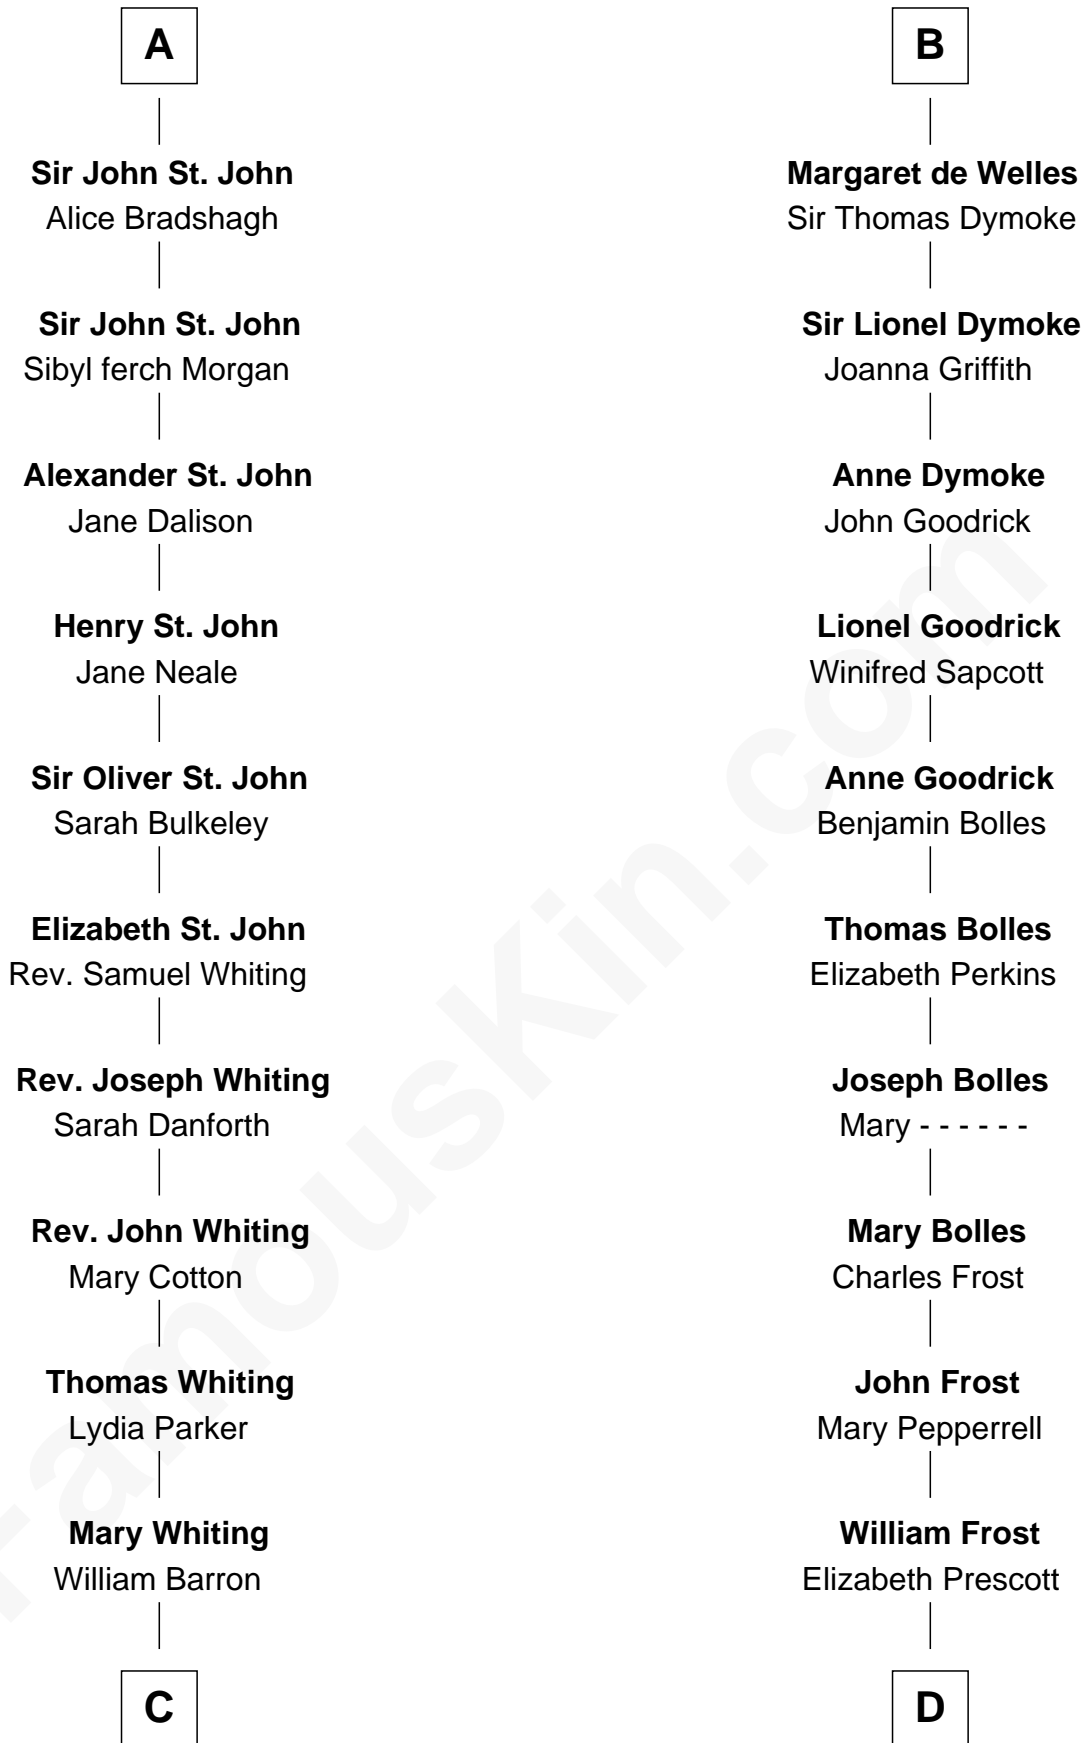 A
Sir John St. John
Alice Bradshagh
Sir John St. John
Sibyl ferch Morgan
Alexander St. John
Jane Dalison
Henry St. John
Jane Neale
Sir Oliver St. John
Sarah Bulkeley
Elizabeth St. John
Rev. Samuel Whiting
Rev. Joseph Whiting
Sarah Danforth
Rev. John Whiting
Mary Cotton
Thomas Whiting
Lydia Parker
Mary Whiting
William Barron
C
B
Margaret de Welles
Sir Thomas Dymoke
Sir Lionel Dymoke
Joanna Griffith
Anne Dymoke
John Goodrick
Lionel Goodrick
Winifred Sapcott
Anne Goodrick
Benjamin Bolles
Thomas Bolles
Elizabeth Perkins
Joseph Bolles
Mary - - - - - -
Mary Bolles
Charles Frost
John Frost
Mary Pepperrell
William Frost
Elizabeth Prescott
D
FamousKin.com